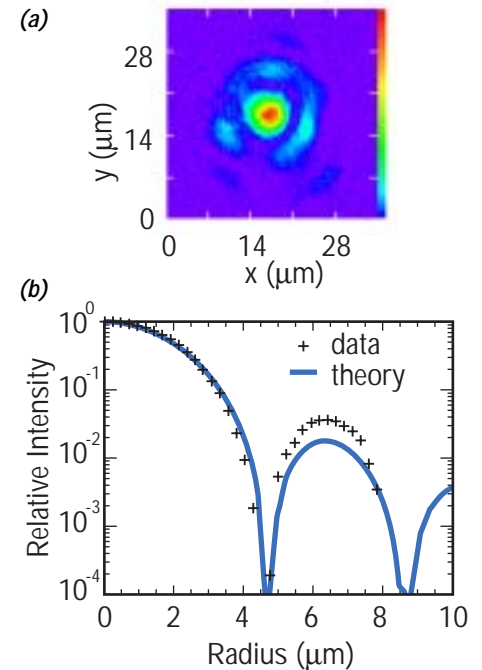 (a)
28
14
0
y (μm)
0 14 28
x (μm)
(b)
10^0
10^-1
10^-2
10^-3
10^-4
Relative Intensity
+ data
theory
0 2 4 6 8 10
Radius (μm)